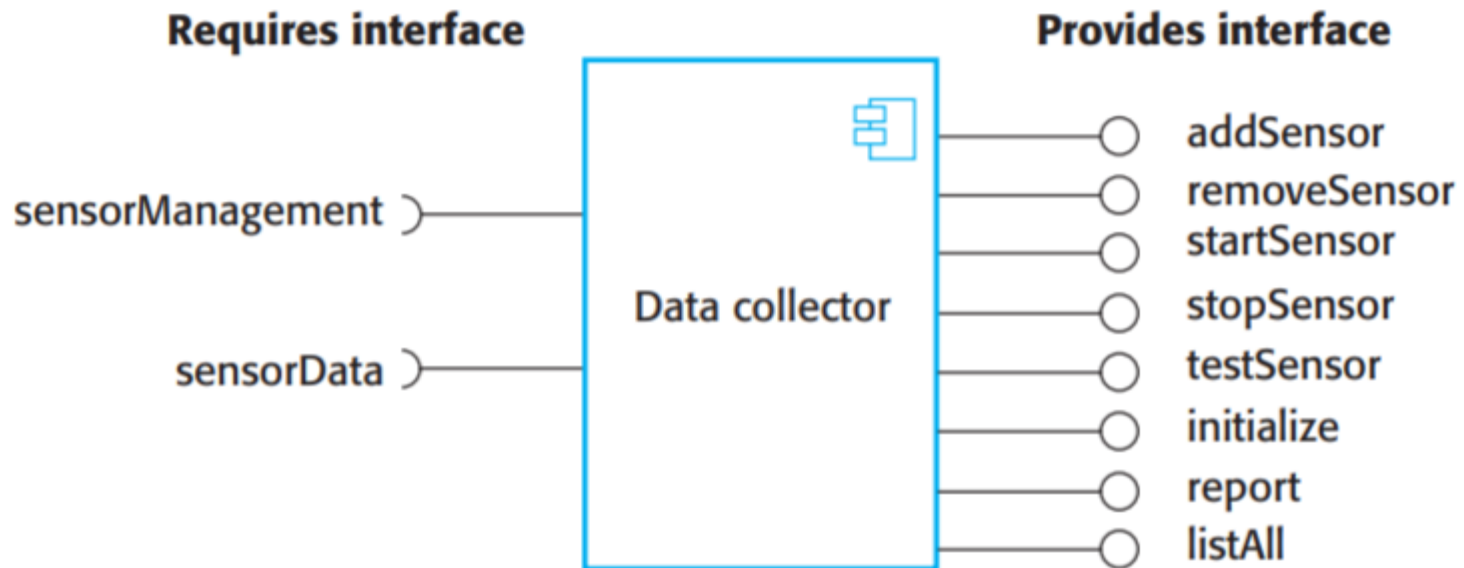 Requires interface
Provides interface
addSensor
removeSensor
sensorManagement
startSensor
Data collector
stopSensor
sensorData
testSensor
initialize
report
listAll